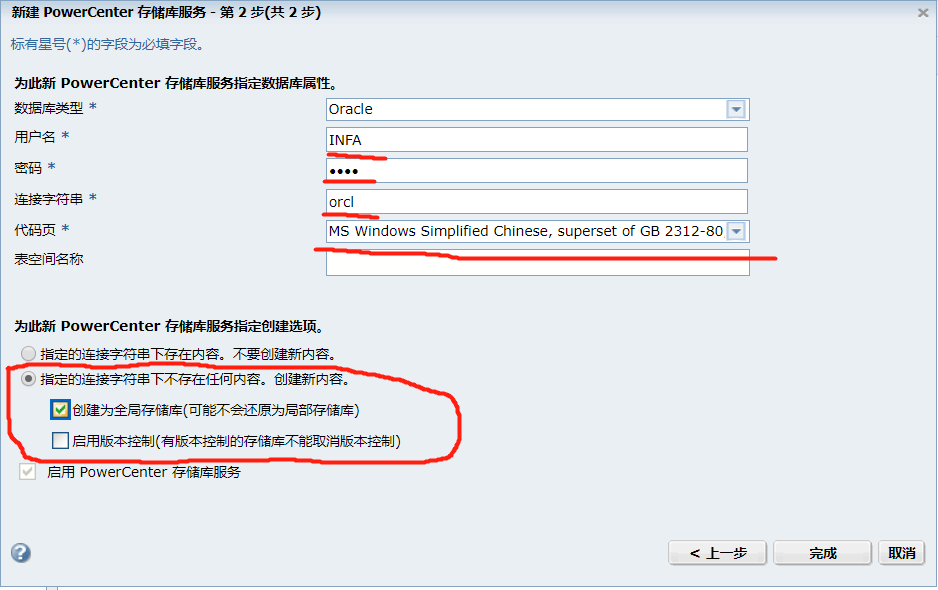 新建 PowerCenter 存储库服务 - 第 2 步(共 2 步)
标有星号(*)的字段为必填字段。
为此新 PowerCenter 存储库服务指定数据库属性。
数据库类型 * Oracle
用户名 * INFA
密码 * ••••
连接字符串 * orcl
代码页 * MS Windows Simplified Chinese, superset of GB 2312-80
表空间名称
为此新 PowerCenter 存储库服务指定创建选项。
指定的连接字符串下存在内容。不要创建新内容。
指定的连接字符串下不存在任何内容。创建新内容。
创建为全局存储库(可能不会还原为局部存储库)
启用版本控制(有版本控制的存储库不能取消版本控制)
启用 PowerCenter 存储库服务
< 上一步 完成 取消